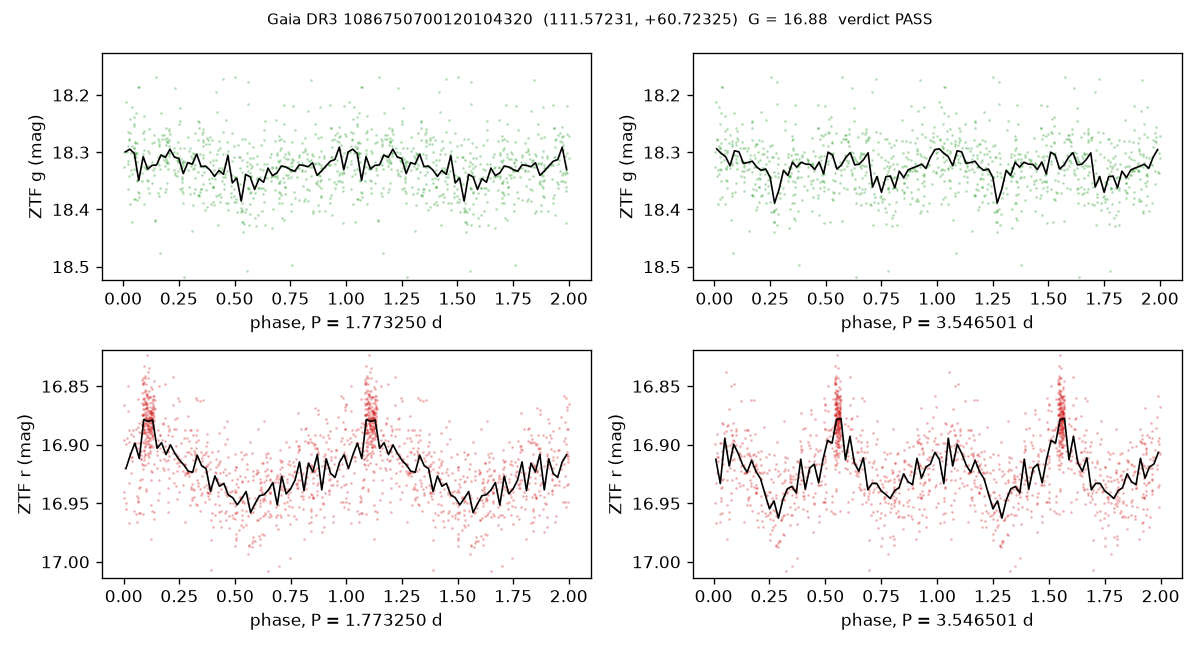 Gaia DR3 1086750700120104320  (111.57231, +60.72325)  G = 16.88  verdict PASS
ZTF g (mag)
18.2
18.3
18.4
18.5
0.00 0.25 0.50 0.75 1.00 1.25 1.50 1.75 2.00
phase, P = 1.773250 d
ZTF g (mag)
18.2
18.3
18.4
18.5
0.00 0.25 0.50 0.75 1.00 1.25 1.50 1.75 2.00
phase, P = 3.546501 d
ZTF r (mag)
16.85
16.90
16.95
17.00
0.00 0.25 0.50 0.75 1.00 1.25 1.50 1.75 2.00
phase, P = 1.773250 d
ZTF r (mag)
16.85
16.90
16.95
17.00
0.00 0.25 0.50 0.75 1.00 1.25 1.50 1.75 2.00
phase, P = 3.546501 d